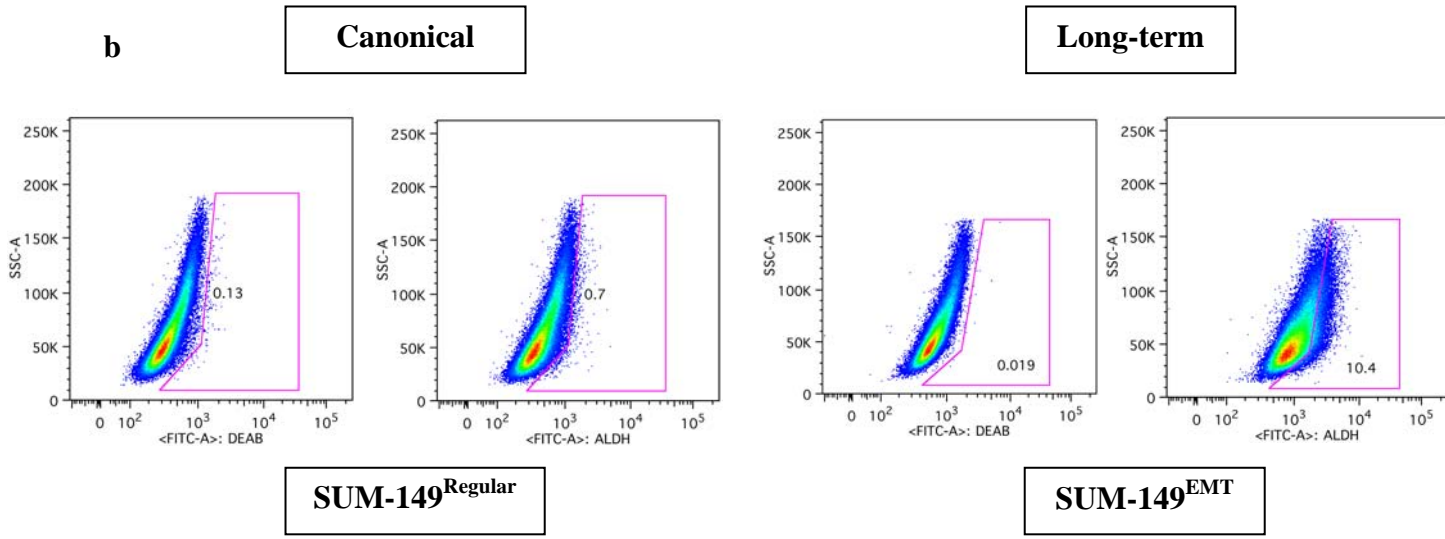 b
Canonical
Long-term
250K
200K
150K
100K
50K
0
SSC-A
0.13
0 10² 10³ 10⁴ 10⁵
<FITC-A>: DEAB
250K
200K
150K
100K
50K
0
SSC-A
0.7
0 10² 10³ 10⁴ 10⁵
<FITC-A>: ALDH
250K
200K
150K
100K
50K
0
SSC-A
0.019
0 10² 10³ 10⁴ 10⁵
<FITC-A>: DEAB
250K
200K
150K
100K
50K
0
SSC-A
10.4
0 10² 10³ 10⁴ 10⁵
<FITC-A>: ALDH
SUM-149Regular
SUM-149EMT